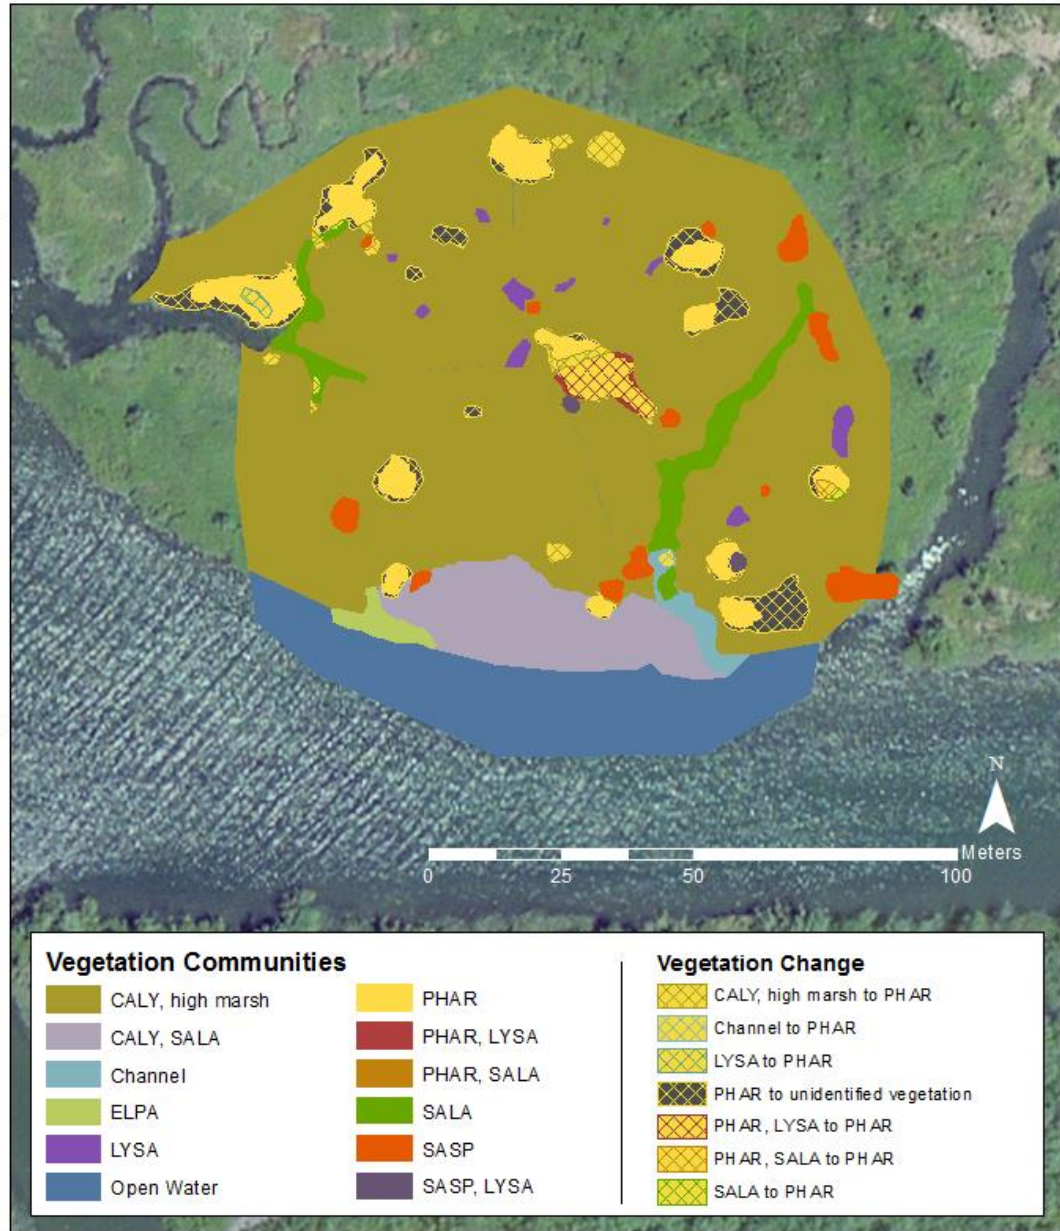 N
Meters
0 25 50 100
Vegetation Communities
CALY, high marsh
CALY, SALA
Channel
ELPA
LYSA
Open Water
PHAR
PHAR, LYSA
PHAR, SALA
SALA
SASP
SASP, LYSA
Vegetation Change
CALY, high marsh to PHAR
Channel to PHAR
LYSA to PHAR
PHAR to unidentified vegetation
PHAR, LYSA to PHAR
PHAR, SALA to PHAR
SALA to PHAR